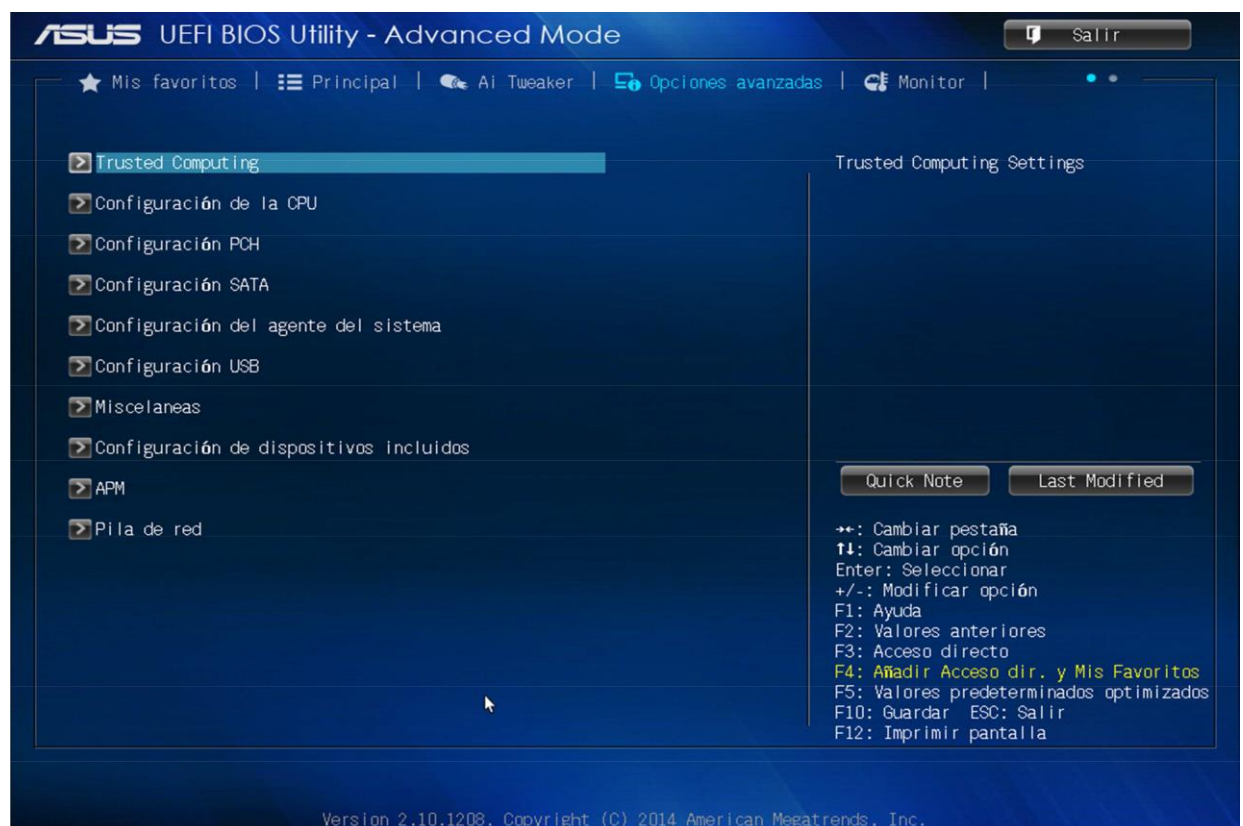 ASUS UEFI BIOS Utility - Advanced Mode
Salir
Mis favoritos | Principal | Ai Tweaker | Opciones avanzadas | Monitor |
Trusted Computing
Configuración de la CPU
Configuración PCH
Configuración SATA
Configuración del agente del sistema
Configuración USB
Miscelaneas
Configuración de dispositivos incluidos
APM
Pila de red
Trusted Computing Settings
Quick Note
Last Modified
→←: Cambiar pestaña
↑↓: Cambiar opción
Enter: Seleccionar
+/-: Modificar opción
F1: Ayuda
F2: Valores anteriores
F3: Acceso directo
F4: Añadir Acceso dir. y Mis Favoritos
F5: Valores predeterminados optimizados
F10: Guardar ESC: Salir
F12: Imprimir pantalla
Version 2.10.1208. Copyright (C) 2014 American Megatrends, Inc.